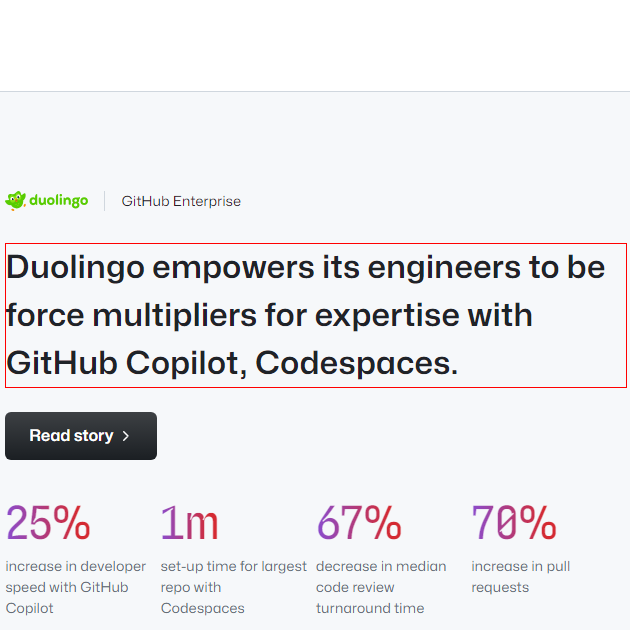 duolingo GitHub Enterprise
Duolingo empowers its engineers to be
force multipliers for expertise with
GitHub Copilot, Codespaces.
Read story
25% 1m 67% 70%
increase in developer
speed with GitHub
Copilot
set-up time for largest
repo with
Codespaces
decrease in median
code review
turnaround time
increase in pull
requests